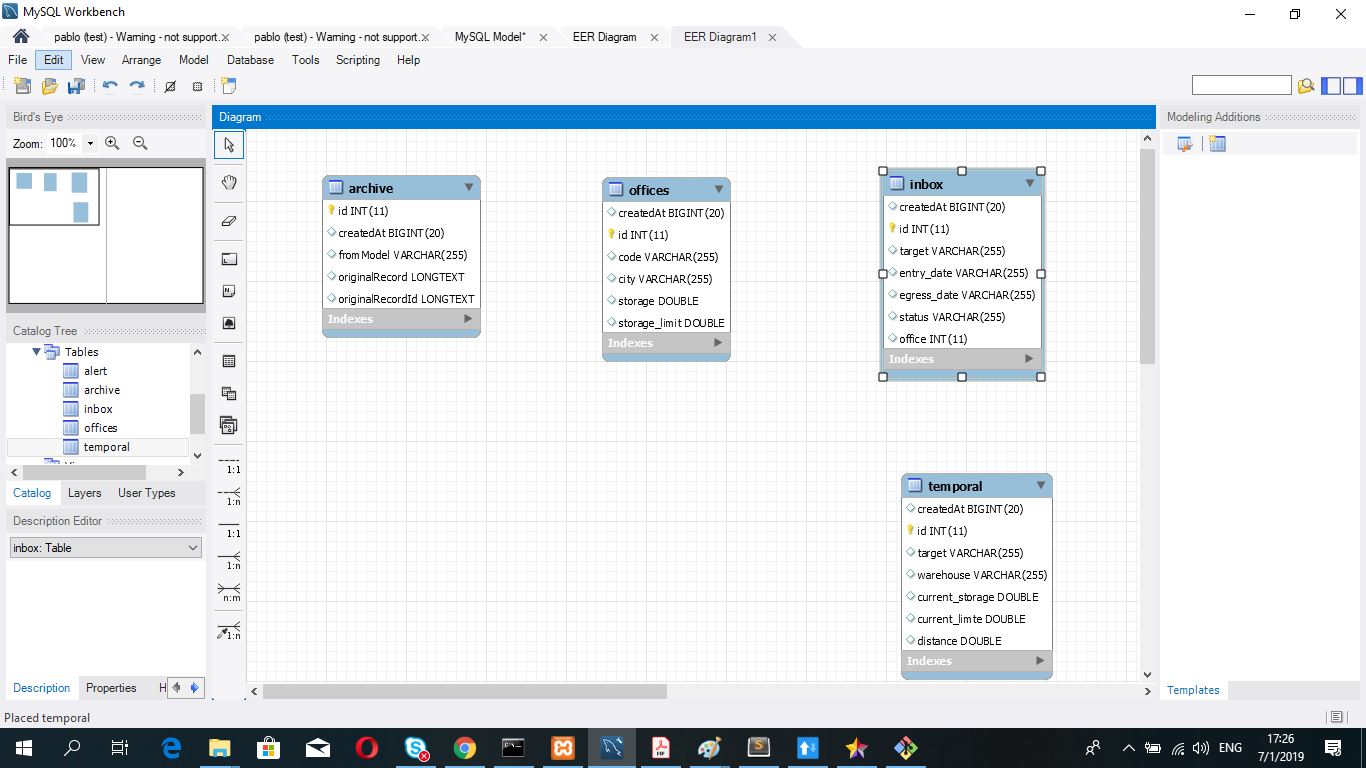 MySQL Workbench
pablo (test) - Warning - not support... pablo (test) - Warning - not support... MySQL Model* EER Diagram EER Diagram1
File Edit View Arrange Model Database Tools Scripting Help
Bird's Eye
Zoom: 100%
Diagram
Modeling Additions
archive
id INT(11)
createdAt BIGINT(20)
fromModel VARCHAR(255)
originalRecord LONGTEXT
originalRecordId LONGTEXT
Indexes
offices
createdAt BIGINT(20)
id INT(11)
code VARCHAR(255)
city VARCHAR(255)
storage DOUBLE
storage_limit DOUBLE
Indexes
inbox
createdAt BIGINT(20)
id INT(11)
target VARCHAR(255)
entry_date VARCHAR(255)
egress_date VARCHAR(255)
status VARCHAR(255)
office INT(11)
Indexes
temporal
createdAt BIGINT(20)
id INT(11)
target VARCHAR(255)
warehouse VARCHAR(255)
current_storage DOUBLE
current_limte DOUBLE
distance DOUBLE
Indexes
1:1
1:n
1:1
1:n
n:m
1:n
Catalog Tree
Tables
alert
archive
inbox
offices
temporal
Catalog Layers User Types
Description Editor
inbox: Table
Description Properties H
Templates
Placed temporal
ENG
17:26
7/1/2019